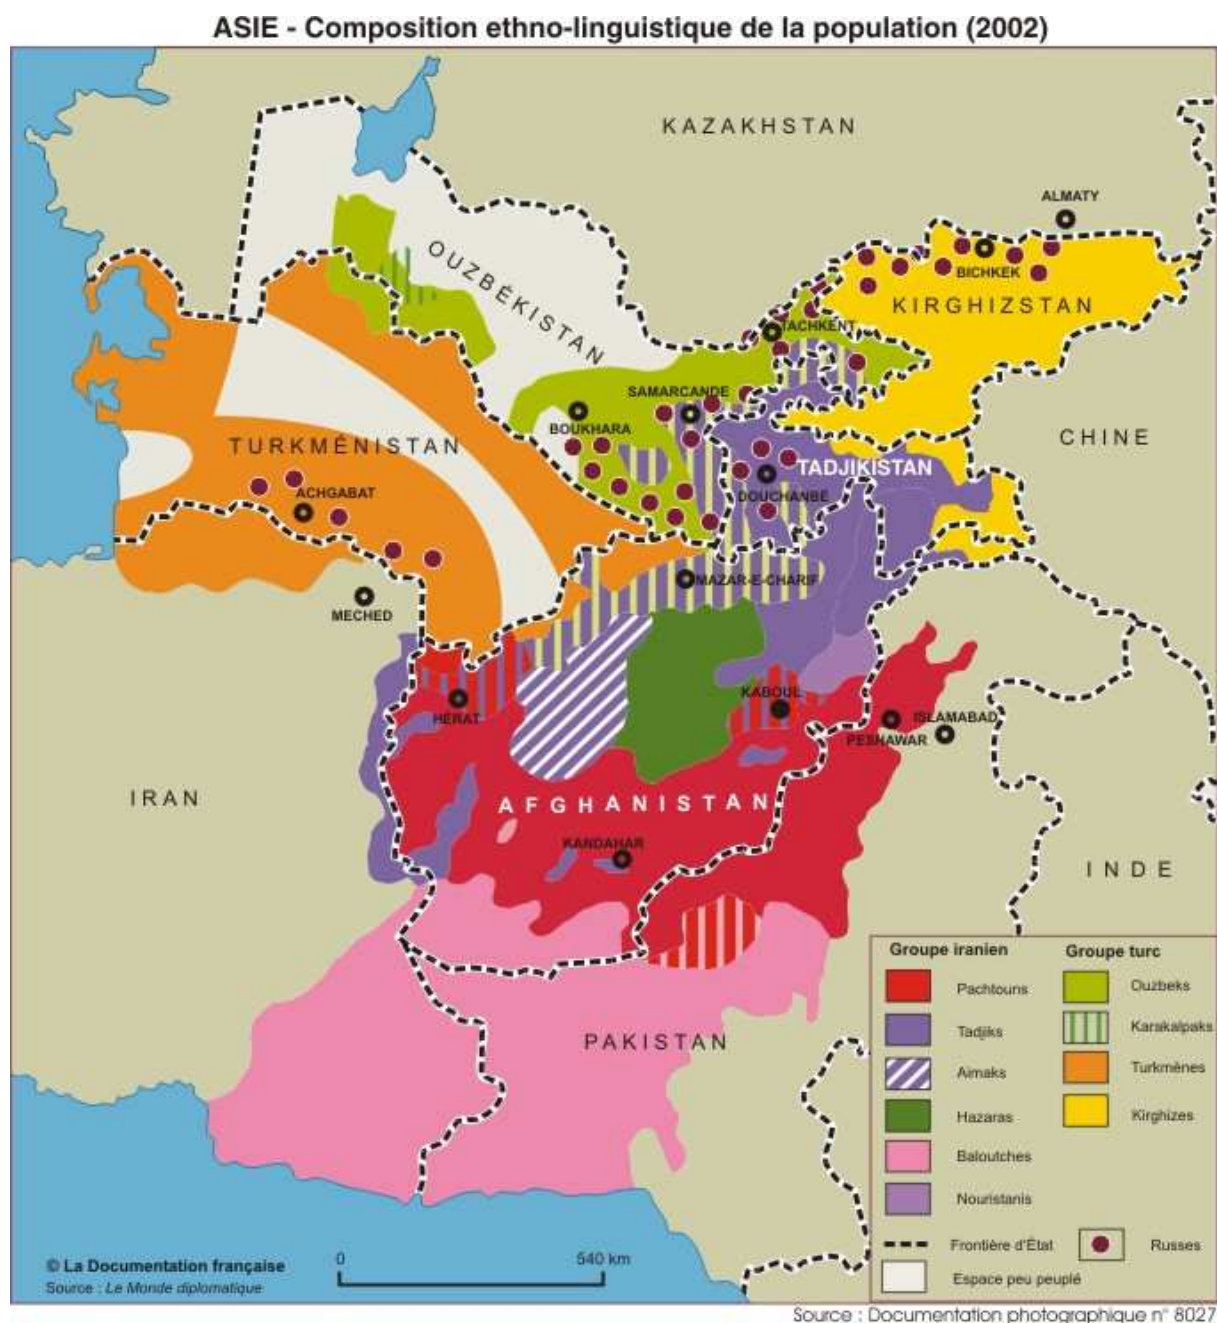 ASIE - Composition ethno-linguistique de la population (2002)
KAZAKHSTAN
ALMATY
OUZBÉKISTAN
BICHKEK
KIRGHIZSTAN
TACHKENT
SAMARCANDE
BOUKHARA
TURKMÉNISTAN
CHINE
TADJIKISTAN
ACHGABAT
DOUCHANBÉ
MAZAR-E-CHARIF
MECHED
KABOUL
HÉRAT
ISLAMABAD
PESHAWAR
IRAN
AFGHANISTAN
KANDAHAR
INDE
PAKISTAN
Groupe iranien
Pachtouns
Tadjiks
Aimaks
Hazaras
Baloutches
Nouristanis
Groupe turc
Ouzbeks
Karakalpaks
Turkmènes
Kirghizes
Frontière d'État
Russes
Espace peu peuplé
0 540 km
© La Documentation française
Source : Le Monde diplomatique
Source : Documentation photographique n° 8027